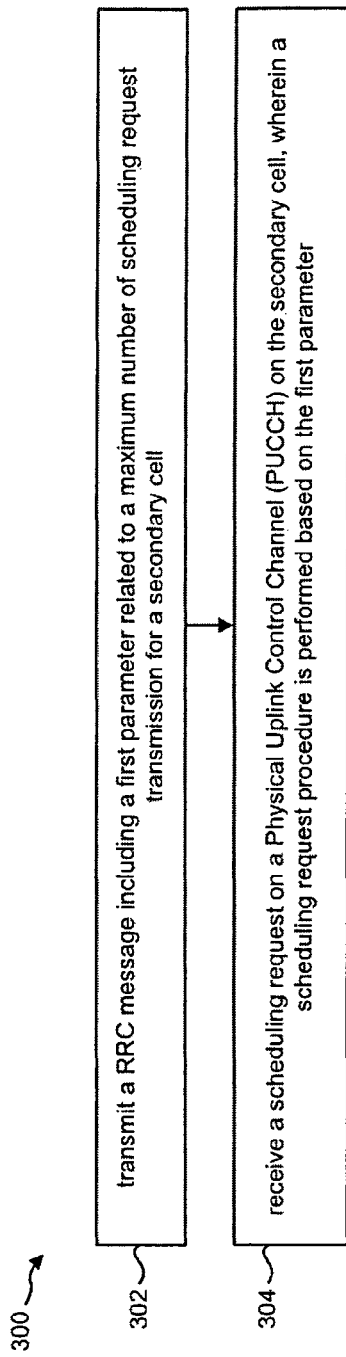 300
302
transmit a RRC message including a first parameter related to a maximum number of scheduling request
transmission for a secondary cell
304
receive a scheduling request on a Physical Uplink Control Channel (PUCCH) on the secondary cell, wherein a
scheduling request procedure is performed based on the first parameter